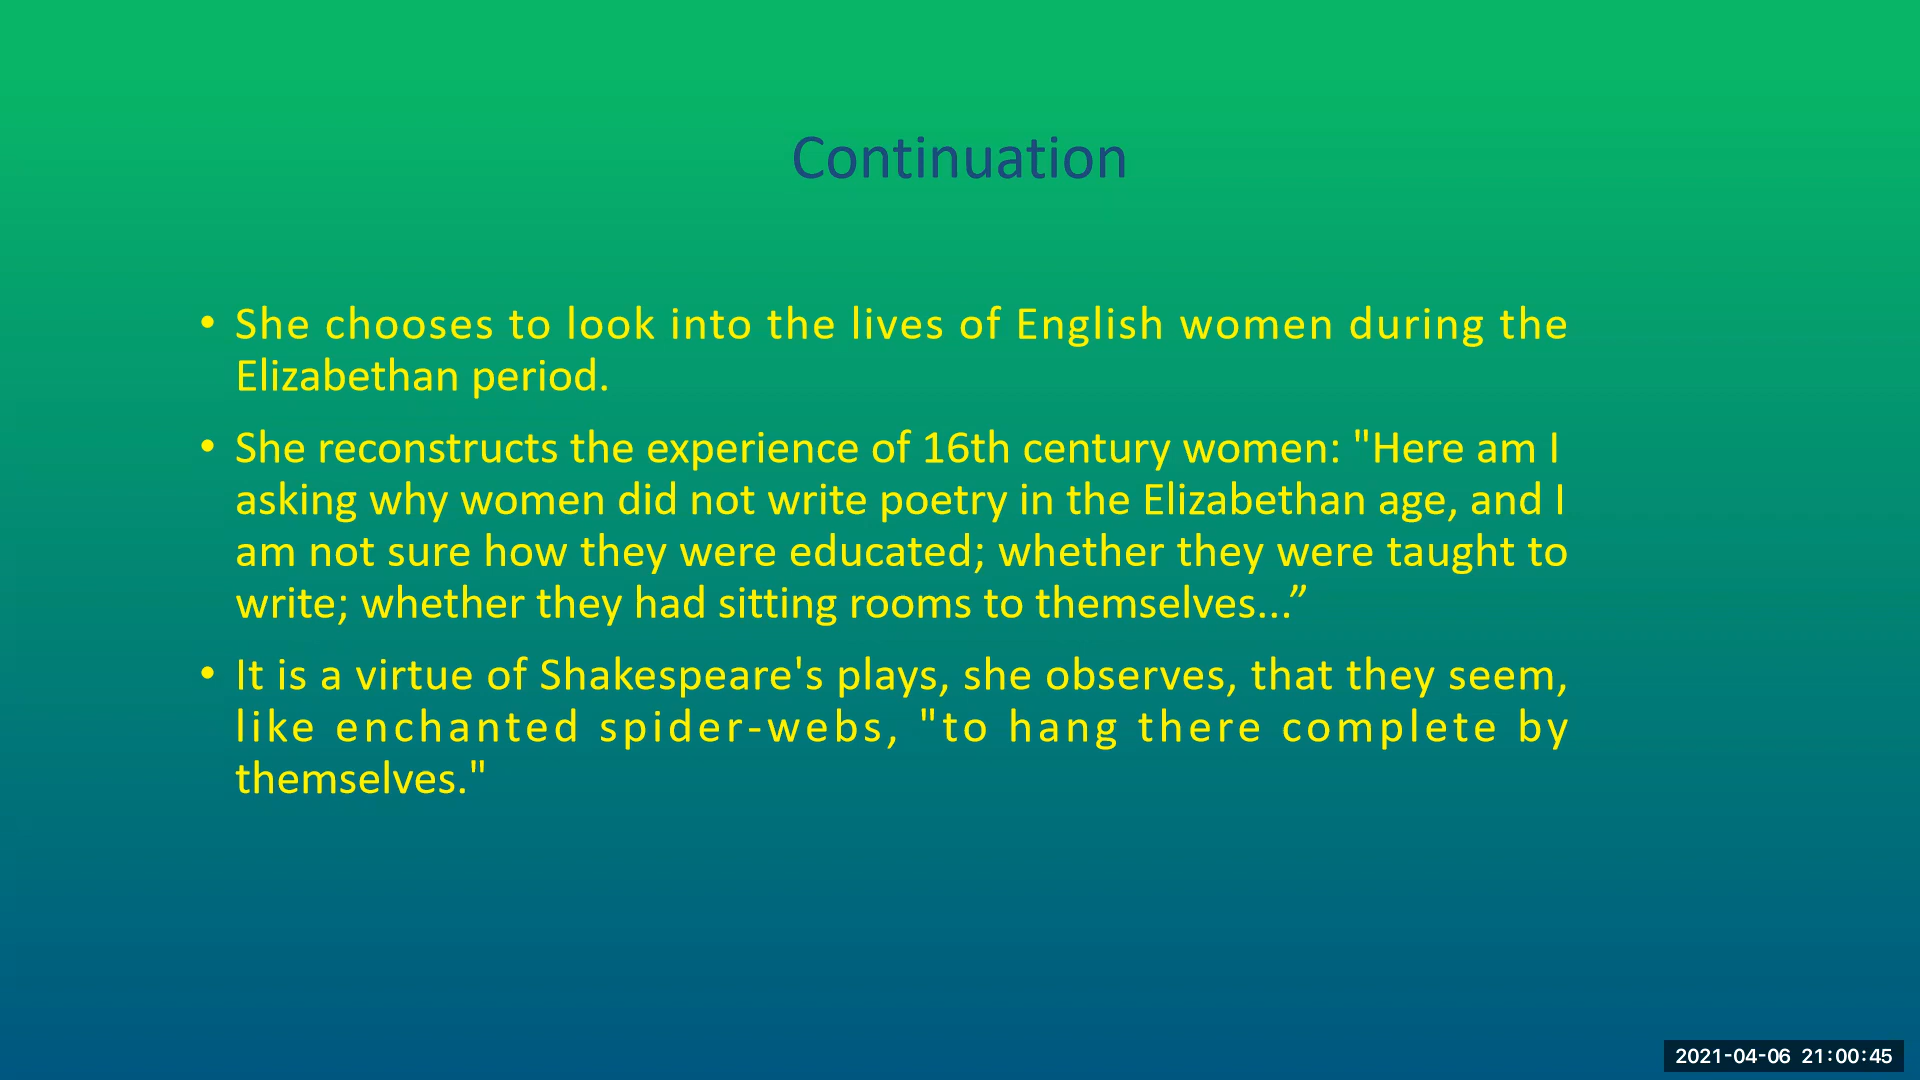 Continuation
• She chooses to look into the lives of English women during the
Elizabethan period.
• She reconstructs the experience of 16th century women: "Here am I
asking why women did not write poetry in the Elizabethan age, and I
am not sure how they were educated; whether they were taught to
write; whether they had sitting rooms to themselves...”
• It is a virtue of Shakespeare's plays, she observes, that they seem,
like enchanted spider-webs, "to hang there complete by
themselves."
2021-04-06 21:00:45